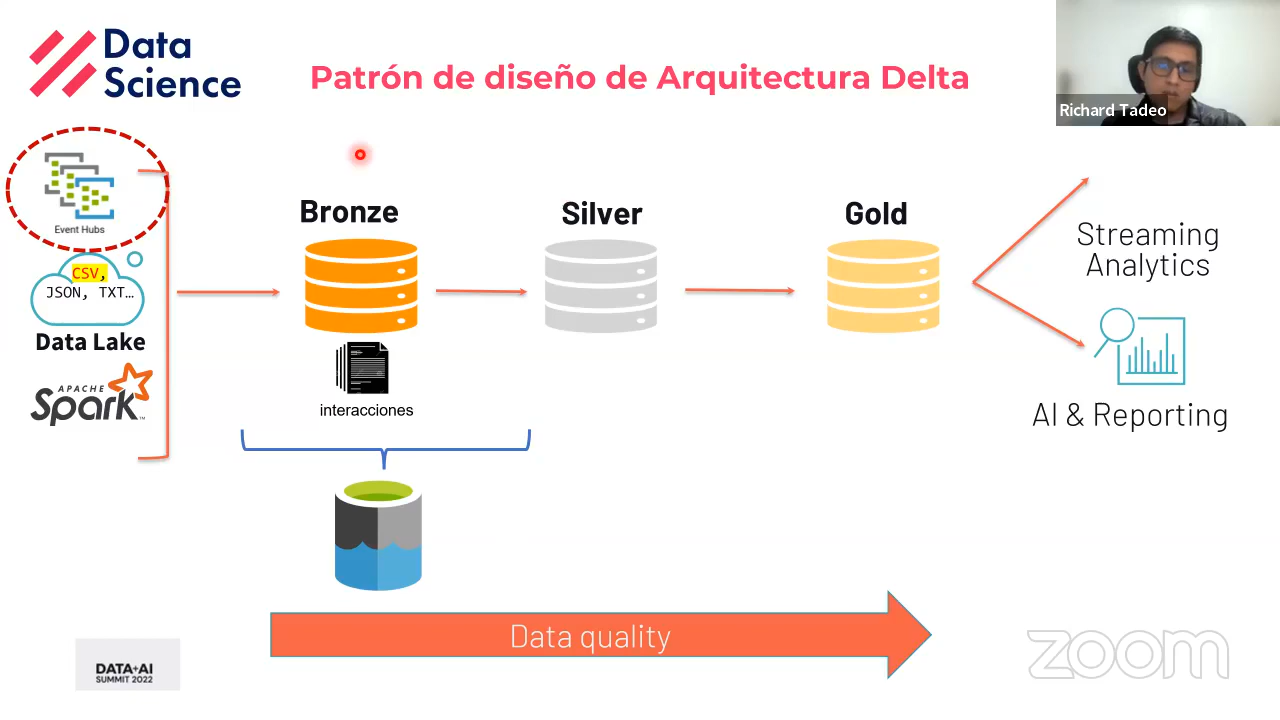 Data
Science
Patrón de diseño de Arquitectura Delta
Richard Tadeo
Event Hubs
CSV,
JSON, TXT...
Data Lake
APACHE
Spark™
Bronze
Silver
Gold
interacciones
Streaming
Analytics
AI & Reporting
Data quality
DATA+AI
SUMMIT 2022
zoom